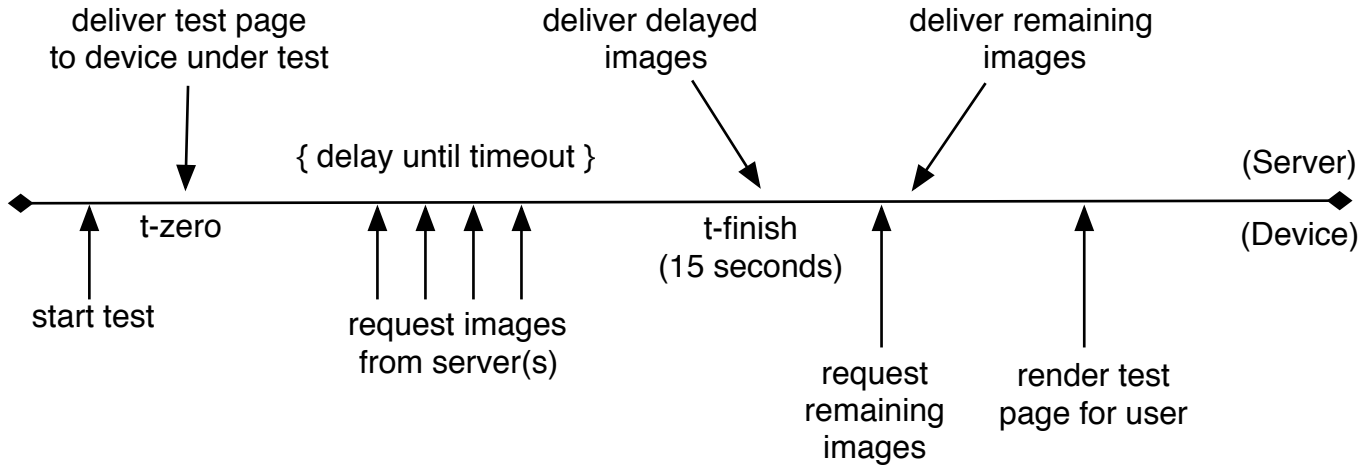 deliver test page
to device under test
deliver delayed
images
deliver remaining
images
{ delay until timeout }
(Server)
t-zero
t-finish
(15 seconds)
(Device)
start test
request images
from server(s)
request
remaining
images
render test
page for user